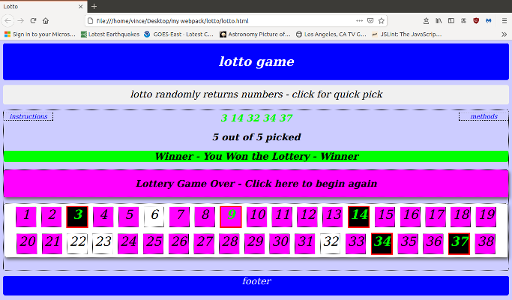 Lotto
file:///home/vince/Desktop/my webpack/lotto/lotto.html
Sign in to your Micros...
Latest Earthquakes
GOES-East - Latest C...
Astronomy Picture of...
Los Angeles, CA TV G...
JSLint: The JavaScrip...
lotto game
lotto randomly returns numbers - click for quick pick
instructions
3 14 32 34 37
methods
5 out of 5 picked
Winner - You Won the Lottery - Winner
Lottery Game Over - Click here to begin again
1 2 3 4 5 6 7 8 9 10 11 12 13 14 15 16 17 18 19
20 21 22 23 24 25 26 27 28 29 30 31 32 33 34 35 36 37 38
footer